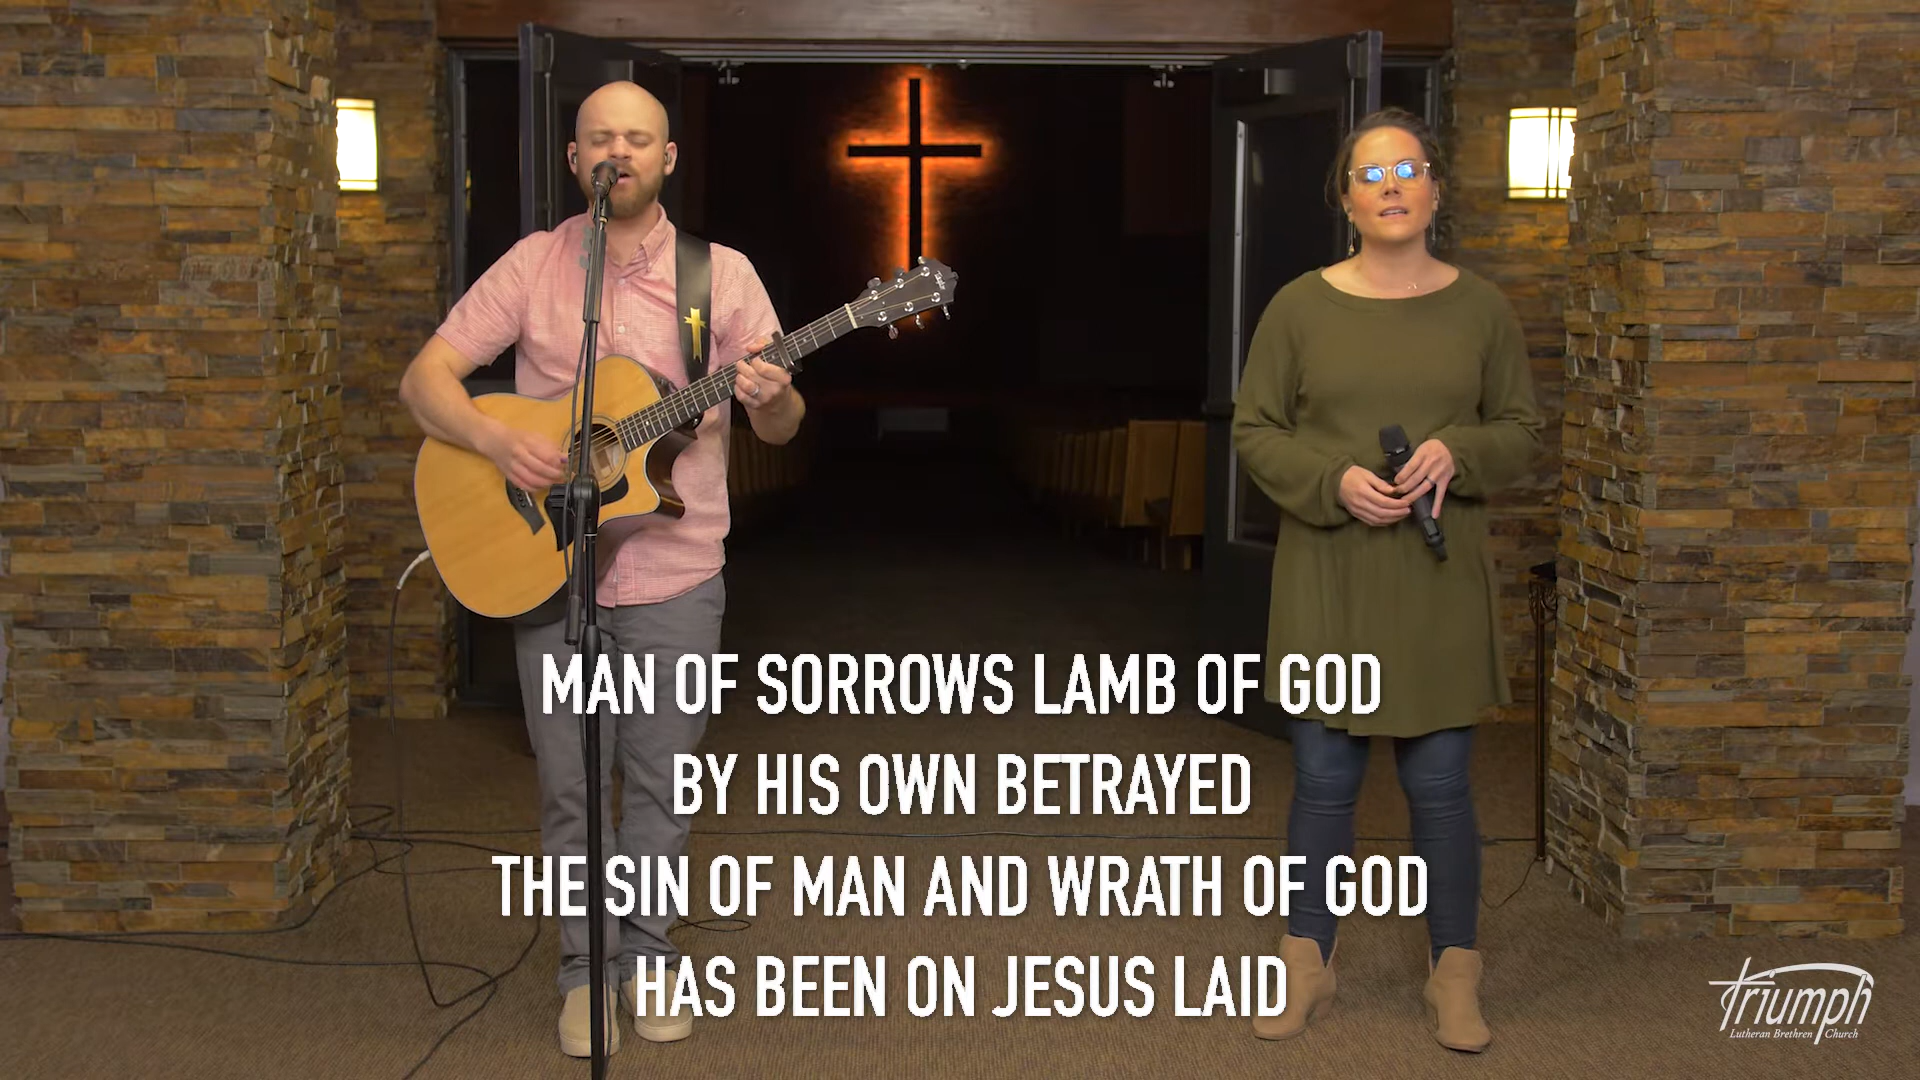 MAN OF SORROWS LAMB OF GOD
BY HIS OWN BETRAYED
THE SIN OF MAN AND WRATH OF GOD
HAS BEEN ON JESUS LAID
Triumph
Lutheran Brethren Church
Taylor